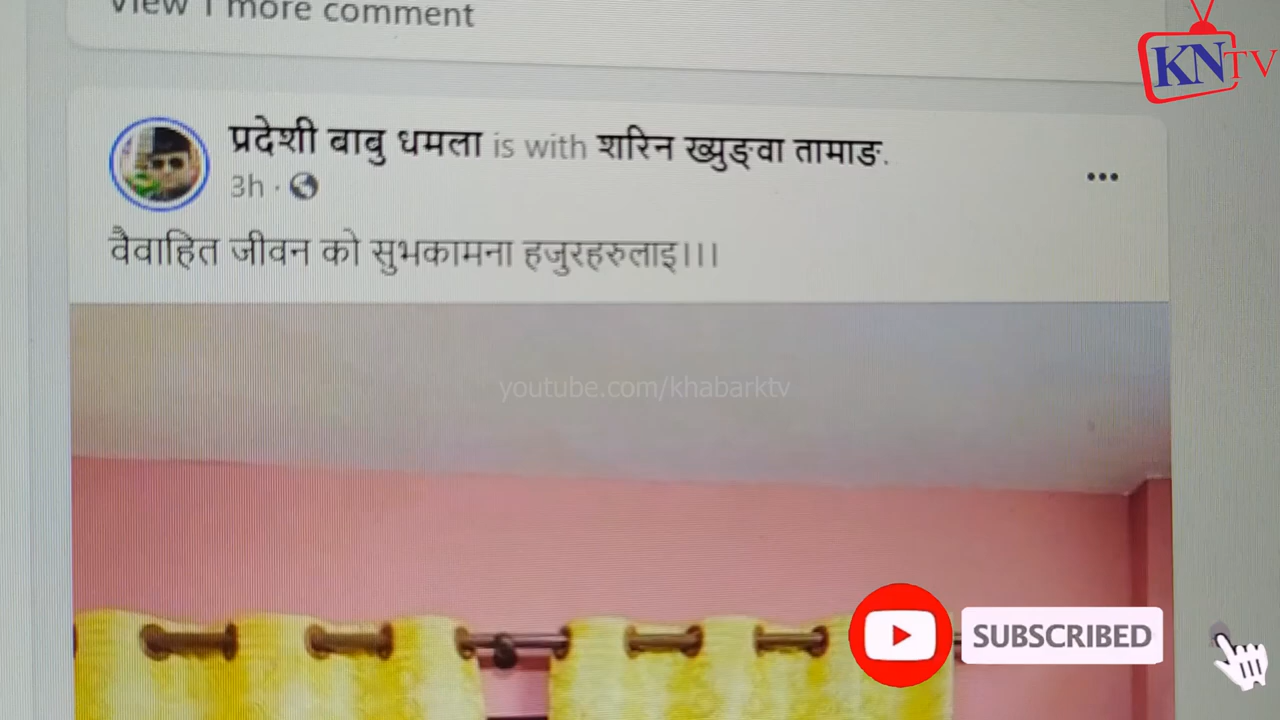 View 1 more comment
KNTV
प्रदेशी बाबु धमला is with शरिन ख्युङ्वा तामाङ.
3h ·
वैवाहित जीवन को सुभकामना हजुरहरुलाइ।।।
youtube.com/khabarktv
SUBSCRIBED